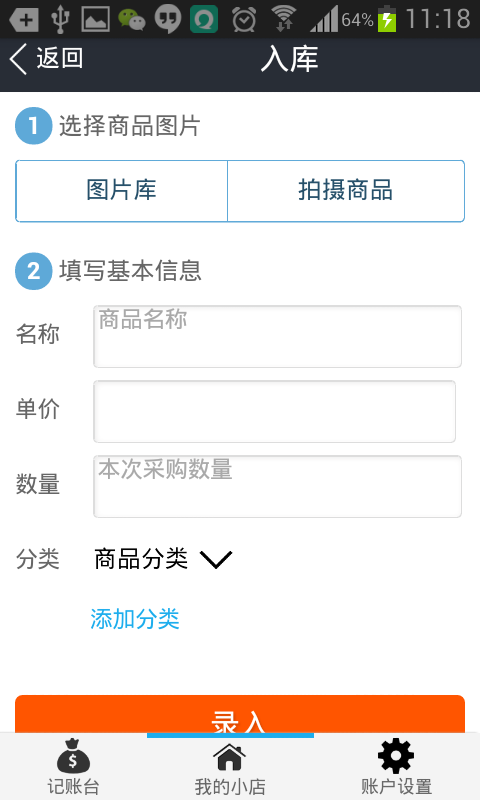 64% 11:18
返回 入库
1 选择商品图片
图片库 拍摄商品
2 填写基本信息
名称 商品名称
单价
数量 本次采购数量
分类 商品分类
添加分类
录入
记账台 我的小店 账户设置